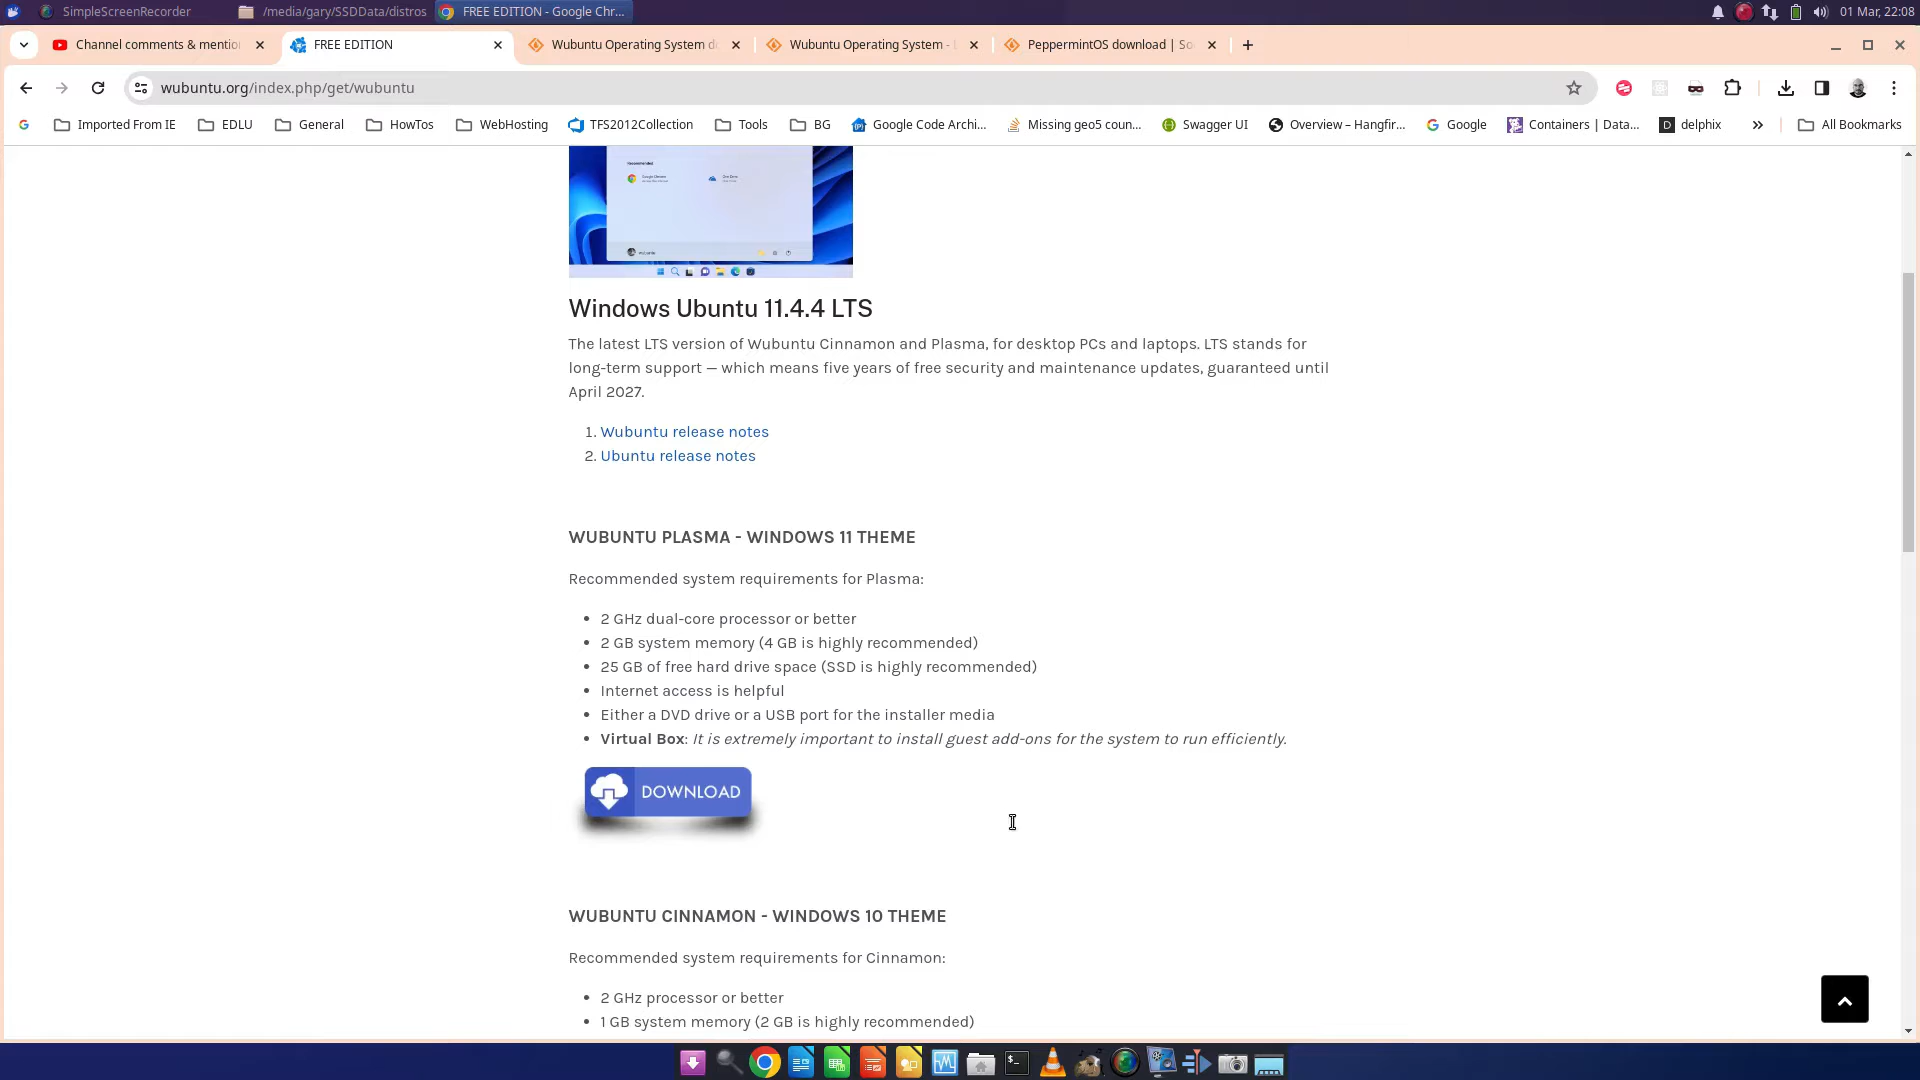 SimpleScreenRecorder
/media/gary/SSDData/distros
FREE EDITION - Google Chr...
01 Mar, 22:08
Channel comments & mentio
FREE EDITION
Wubuntu Operating System d
Wubuntu Operating System -
PeppermintOS download | So
wubuntu.org/index.php/get/wubuntu
Imported From IE
EDLU
General
HowTos
WebHosting
TFS2012Collection
Tools
BG
Google Code Archi...
Missing geo5 coun...
Swagger UI
Overview – Hangfir...
Google
Containers | Data...
delphix
All Bookmarks
Recommended
Google Chrome
One Drive
wubuntu
Windows Ubuntu 11.4.4 LTS
The latest LTS version of Wubuntu Cinnamon and Plasma, for desktop PCs and laptops. LTS stands for
long-term support — which means five years of free security and maintenance updates, guaranteed until
April 2027.
1. Wubuntu release notes
2. Ubuntu release notes
WUBUNTU PLASMA - WINDOWS 11 THEME
Recommended system requirements for Plasma:
• 2 GHz dual-core processor or better
• 2 GB system memory (4 GB is highly recommended)
• 25 GB of free hard drive space (SSD is highly recommended)
• Internet access is helpful
• Either a DVD drive or a USB port for the installer media
• Virtual Box: It is extremely important to install guest add-ons for the system to run efficiently.
DOWNLOAD
WUBUNTU CINNAMON - WINDOWS 10 THEME
Recommended system requirements for Cinnamon:
• 2 GHz processor or better
• 1 GB system memory (2 GB is highly recommended)